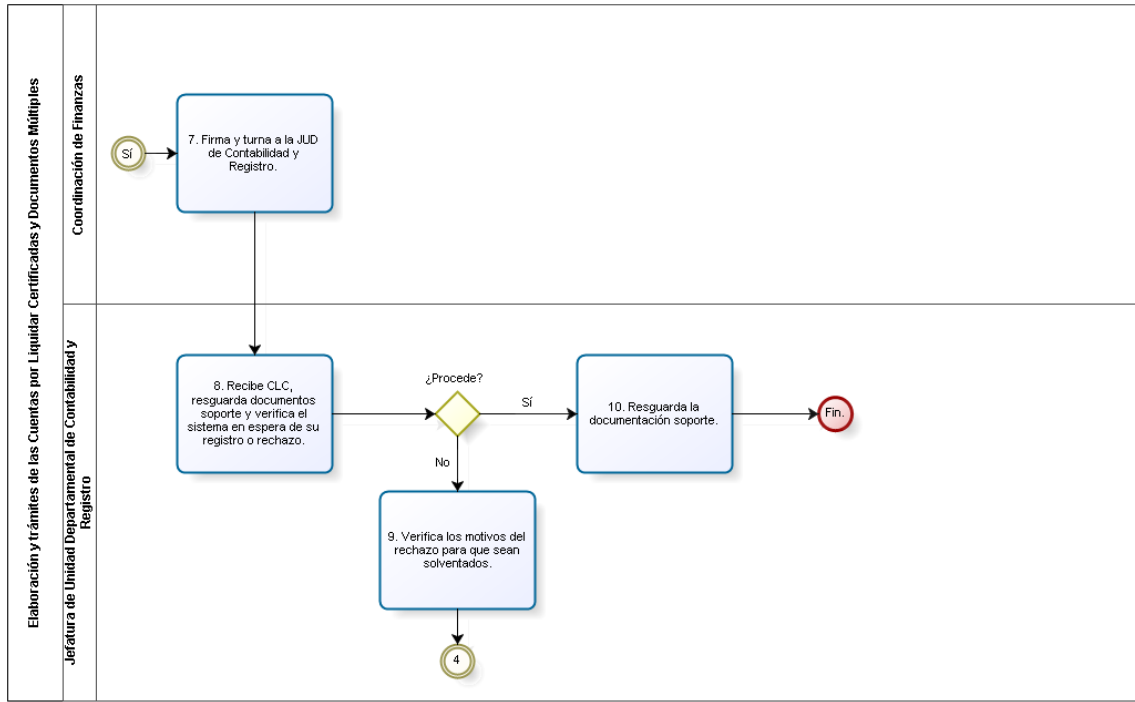 Elaboración y trámites de las Cuentas por Liquidar Certificadas y Documentos Múltiples
Coordinación de Finanzas
Sí
7. Firma y turna a la JUD
de Contabilidad y
Registro.
Jefatura de Unidad Departamental de Contabilidad y
Registro
8. Recibe CLC,
resguarda documentos
soporte y verifica el
sistema en espera de su
registro o rechazo.
¿Procede?
Sí
10. Resguarda la
documentación soporte.
Fin.
No
9. Verifica los motivos del
rechazo para que sean
solventados.
4